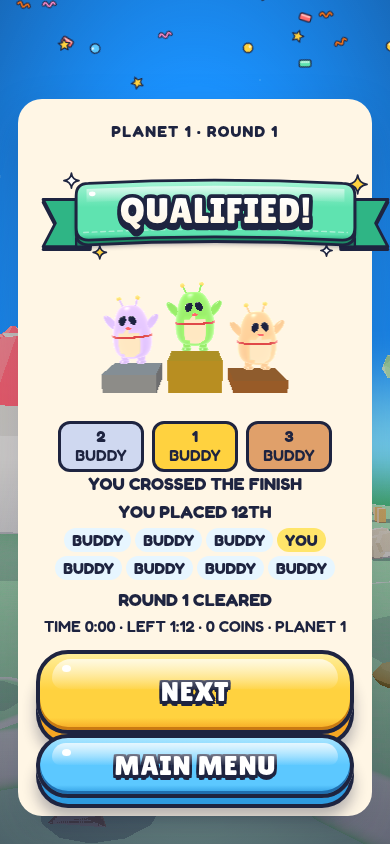 PLANET 1 · ROUND 1
QUALIFIED!
2 1 3
BUDDY BUDDY BUDDY
YOU CROSSED THE FINISH
YOU PLACED 12TH
BUDDY BUDDY BUDDY YOU
BUDDY BUDDY BUDDY BUDDY
ROUND 1 CLEARED
TIME 0:00 · LEFT 1:12 · 0 COINS · PLANET 1
NEXT
MAIN MENU